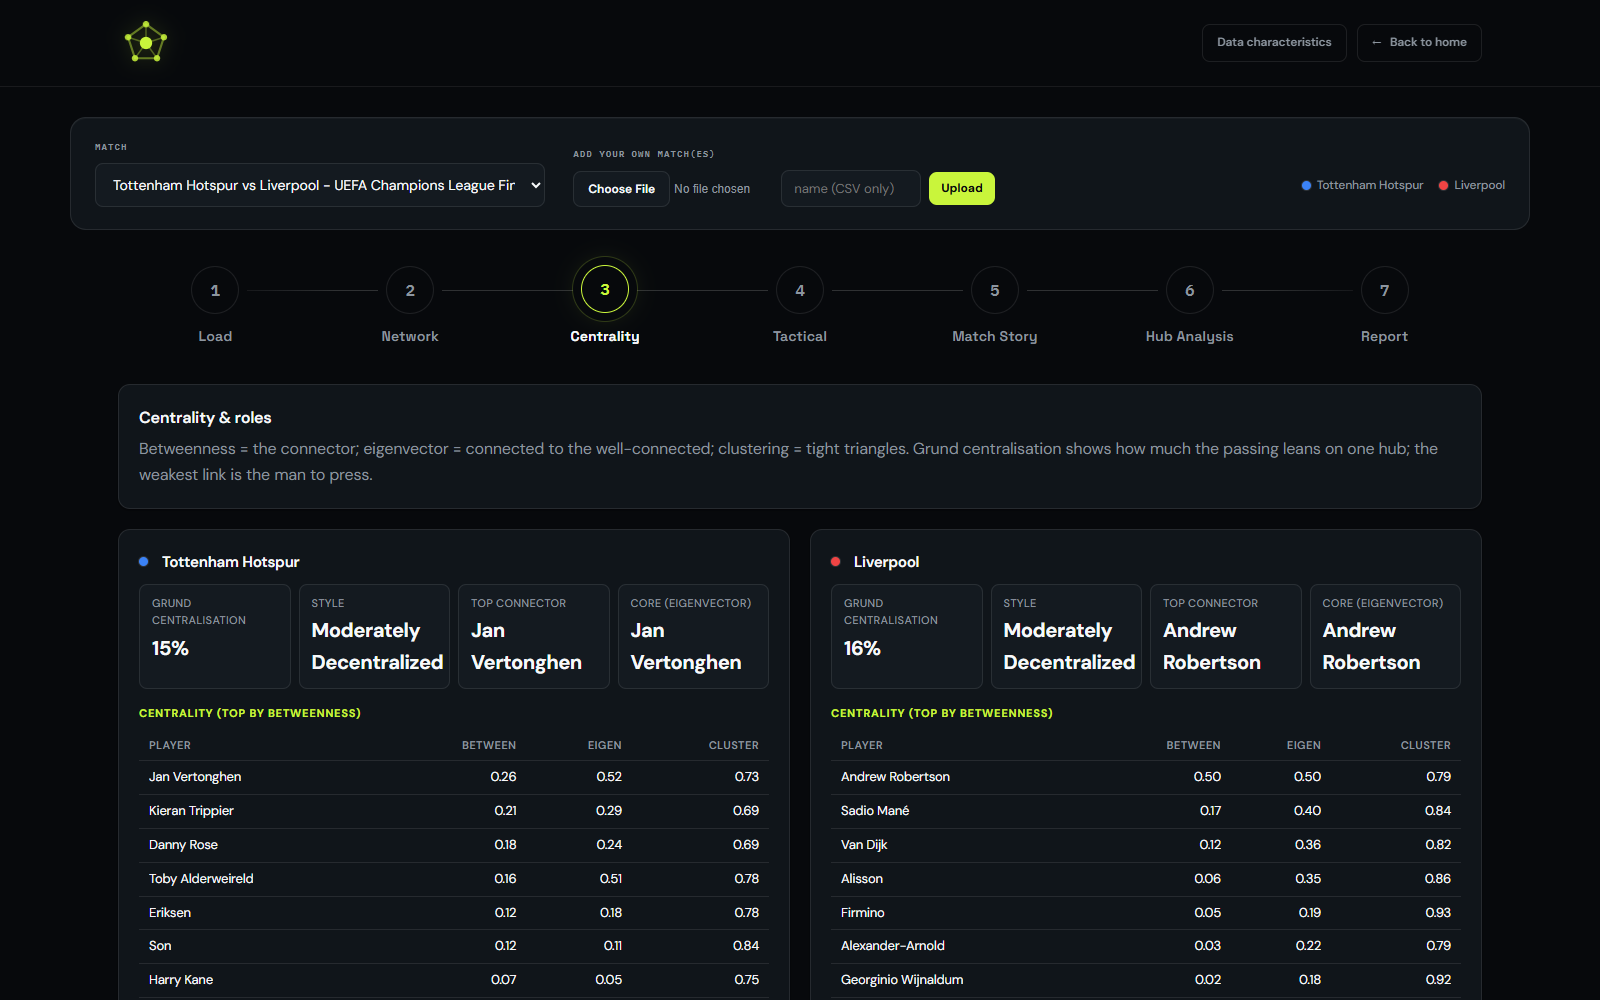 Data characteristics
← Back to home
MATCH
Tottenham Hotspur vs Liverpool - UEFA Champions League Fir
ADD YOUR OWN MATCH(ES)
Choose File No file chosen
name (CSV only)
Upload
Tottenham Hotspur
Liverpool
1
Load
2
Network
3
Centrality
4
Tactical
5
Match Story
6
Hub Analysis
7
Report
Centrality & roles
Betweenness = the connector; eigenvector = connected to the well-connected; clustering = tight triangles. Grund centralisation shows how much the passing leans on one hub; the
weakest link is the man to press.
Tottenham Hotspur
GRUND
CENTRALISATION
15%
STYLE
Moderately
Decentralized
TOP CONNECTOR
Jan
Vertonghen
CORE (EIGENVECTOR)
Jan
Vertonghen
CENTRALITY (TOP BY BETWEENNESS)
PLAYER BETWEEN EIGEN CLUSTER
Jan Vertonghen 0.26 0.52 0.73
Kieran Trippier 0.21 0.29 0.69
Danny Rose 0.18 0.24 0.69
Toby Alderweireld 0.16 0.51 0.78
Eriksen 0.12 0.18 0.78
Son 0.12 0.11 0.84
Harry Kane 0.07 0.05 0.75
Liverpool
GRUND
CENTRALISATION
16%
STYLE
Moderately
Decentralized
TOP CONNECTOR
Andrew
Robertson
CORE (EIGENVECTOR)
Andrew
Robertson
CENTRALITY (TOP BY BETWEENNESS)
PLAYER BETWEEN EIGEN CLUSTER
Andrew Robertson 0.50 0.50 0.79
Sadio Mané 0.17 0.40 0.84
Van Dijk 0.12 0.36 0.82
Alisson 0.06 0.35 0.86
Firmino 0.05 0.19 0.93
Alexander-Arnold 0.03 0.22 0.79
Georginio Wijnaldum 0.02 0.18 0.92